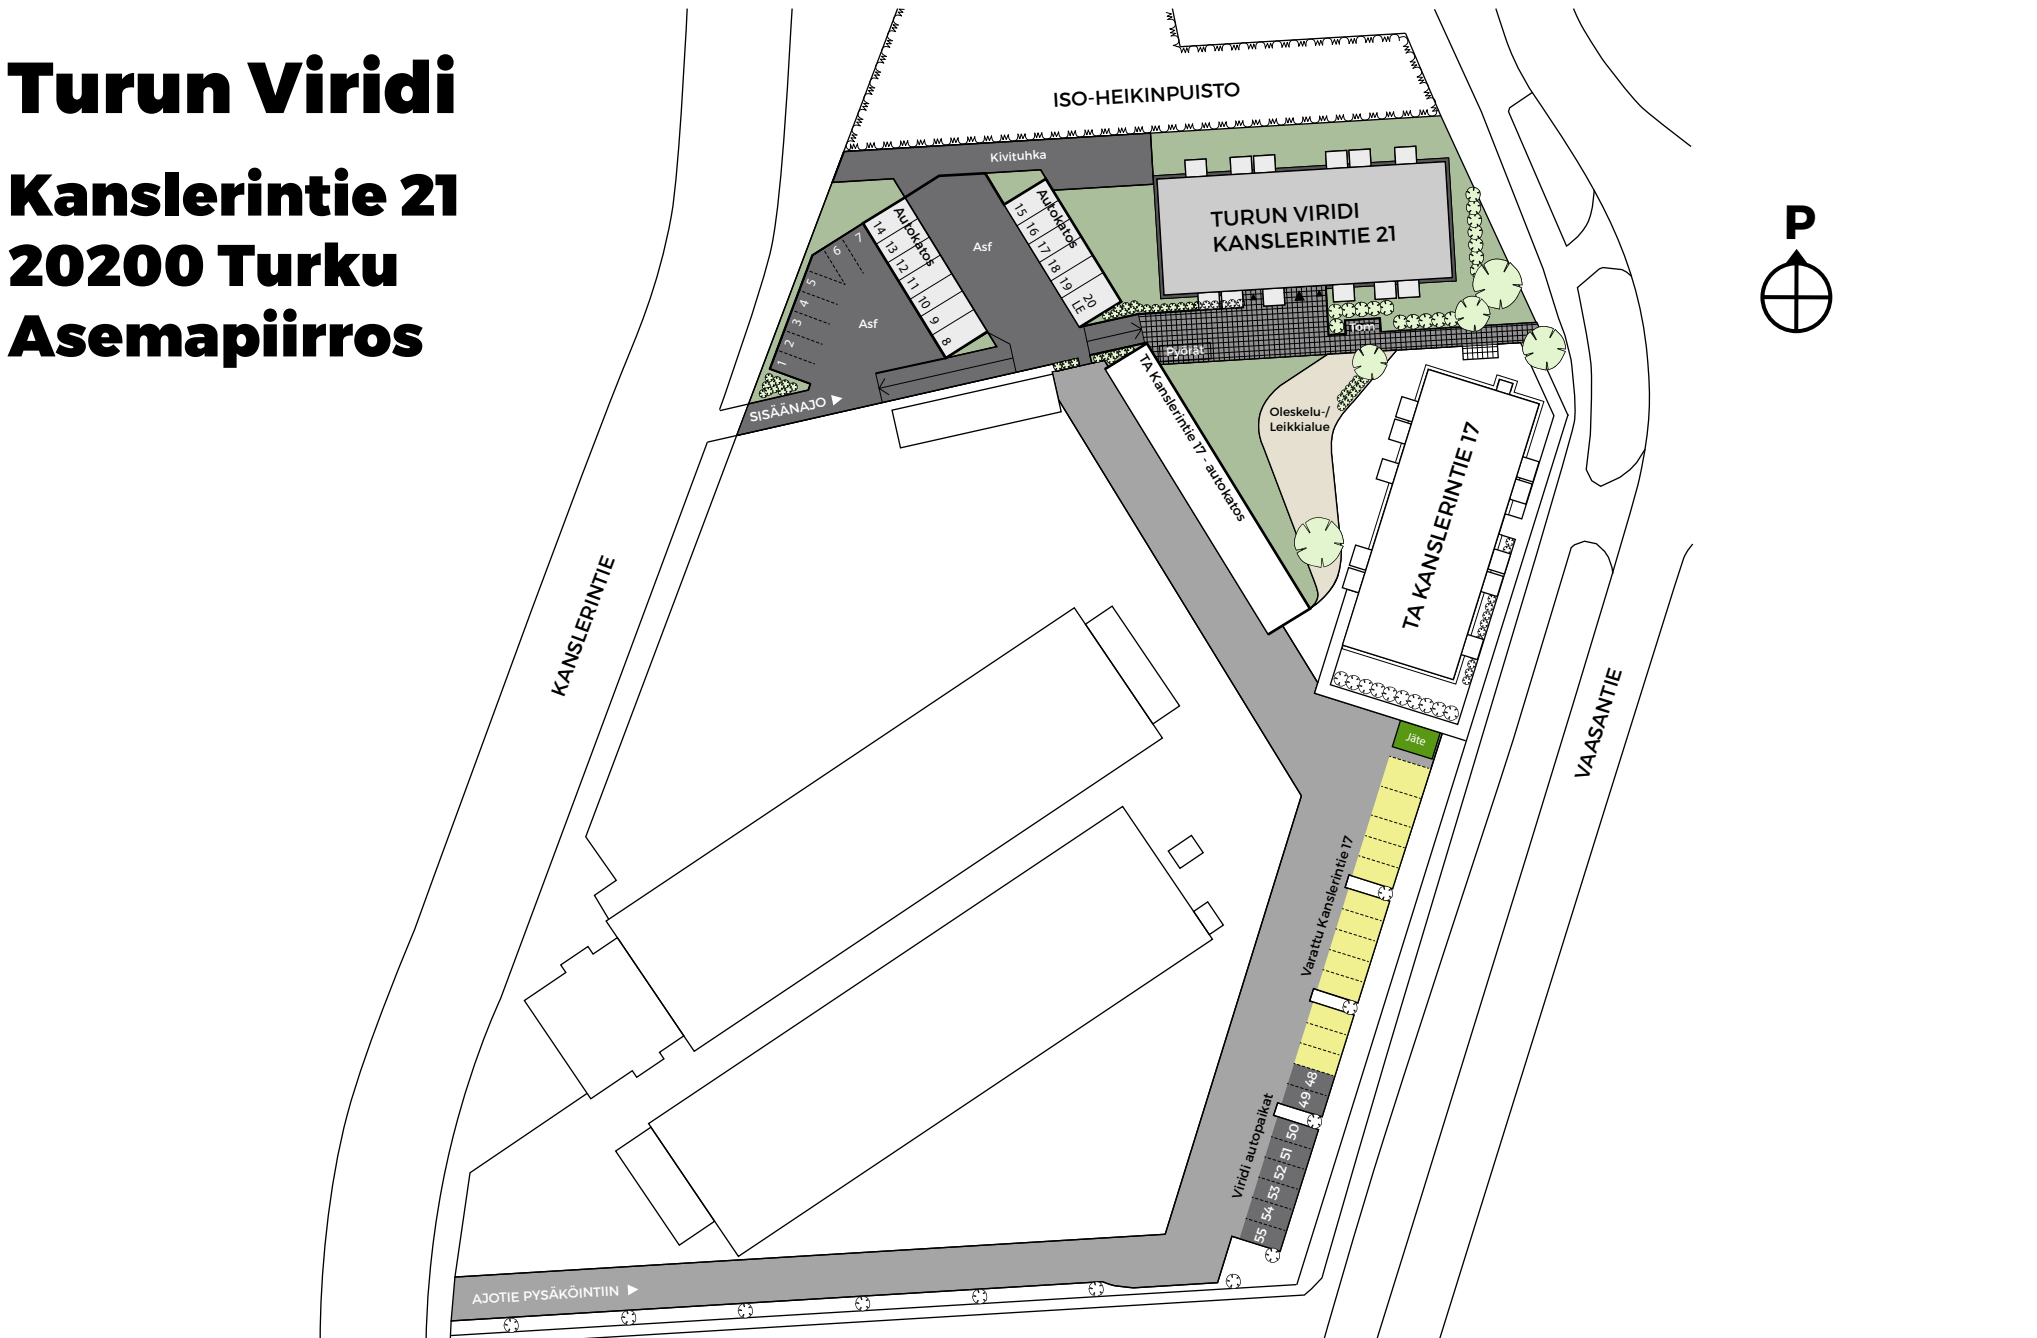 Turun Viridi
Kanslerintie 21
20200 Turku
Asemapiirros
P
ISO-HEIKINPUISTO
Kivituhka
TURUN VIRIDI
KANSLERINTIE 21
Autokatos
14
13
12
11
10
9
8
Autokatos
15
16
17
18
19
20
LE
7
6
5
4
3
2
1
Asf
Asf
Tom.
Pyörät
SISÄÄNAJO
TA Kanslerintie 17 - autokatos
Oleskelu-/
Leikkialue
TA KANSLERINTIE 17
KANSLERINTIE
VAASANTIE
Jäte
Varattu Kanslerintie 17
Viridi autopaikat
48
49
50
51
52
53
54
55
AJOTIE PYSÄKÖINTIIN